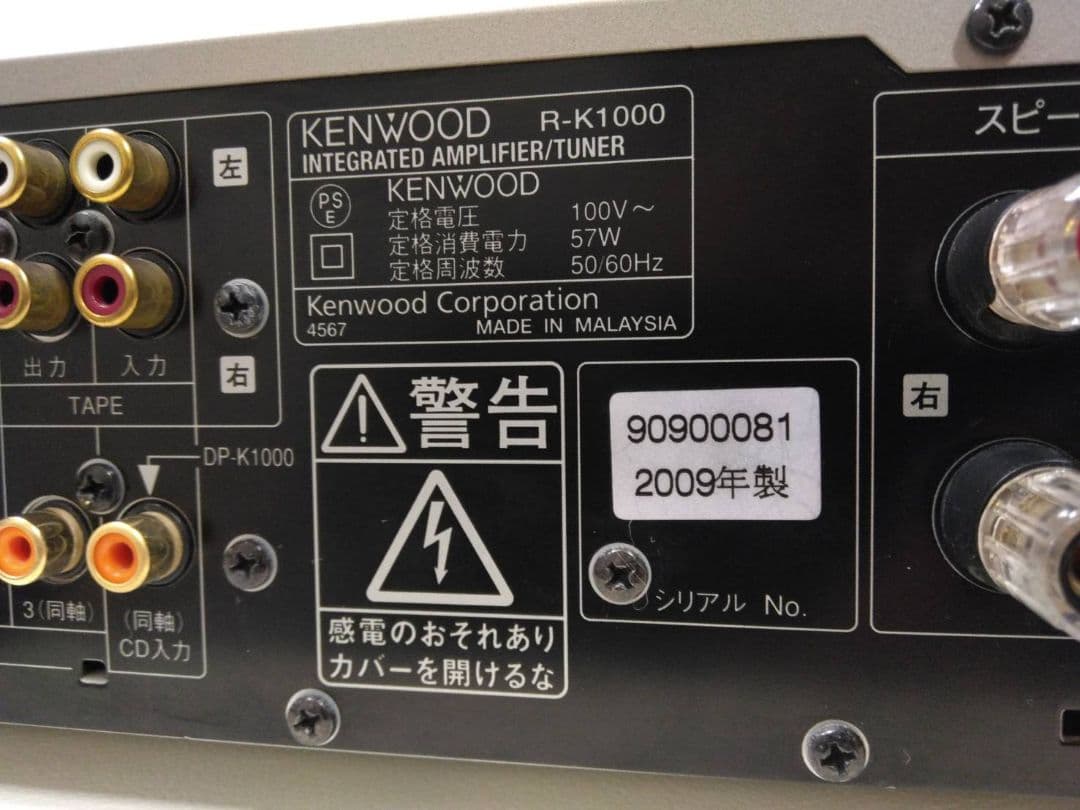 左
右
出力
入力
TAPE
DP-K1000
3(同軸)
(同軸)
CD入力
KENWOOD R-K1000
INTEGRATED AMPLIFIER/TUNER
PS
E
KENWOOD
定格電圧 100V～
定格消費電力 57W
定格周波数 50/60Hz
Kenwood Corporation
4567 MADE IN MALAYSIA
警告
感電のおそれあり
カバーを開けるな
90900081
2009年製
シリアル No.
スピー
右